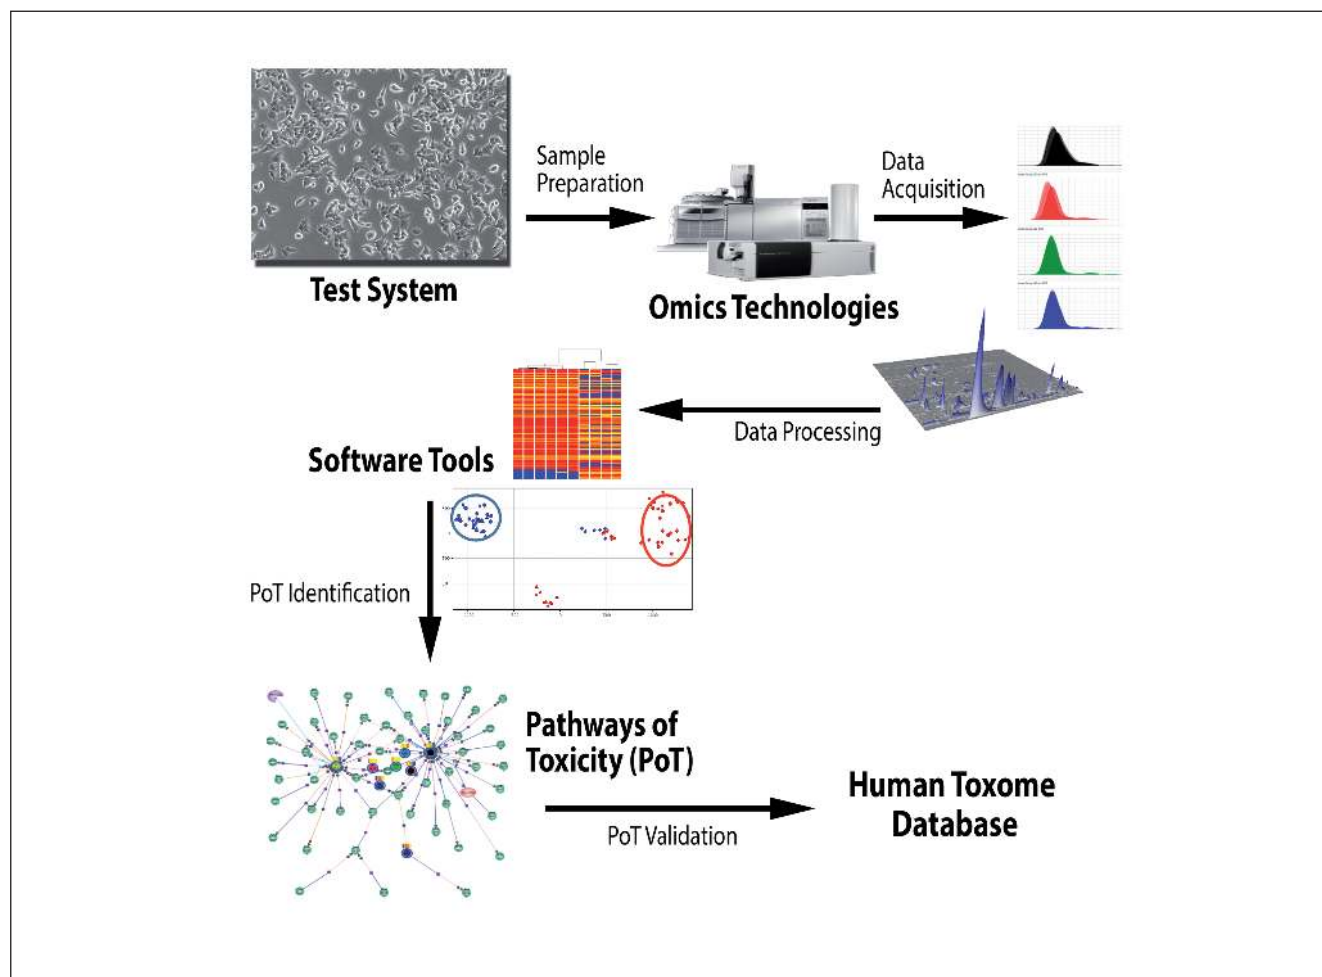 Sample
Preparation
Data
Acquisition
Test System
Omics Technologies
Data Processing
Software Tools
PoT Identification
Pathways of
Toxicity (PoT)
PoT Validation
Human Toxome
Database